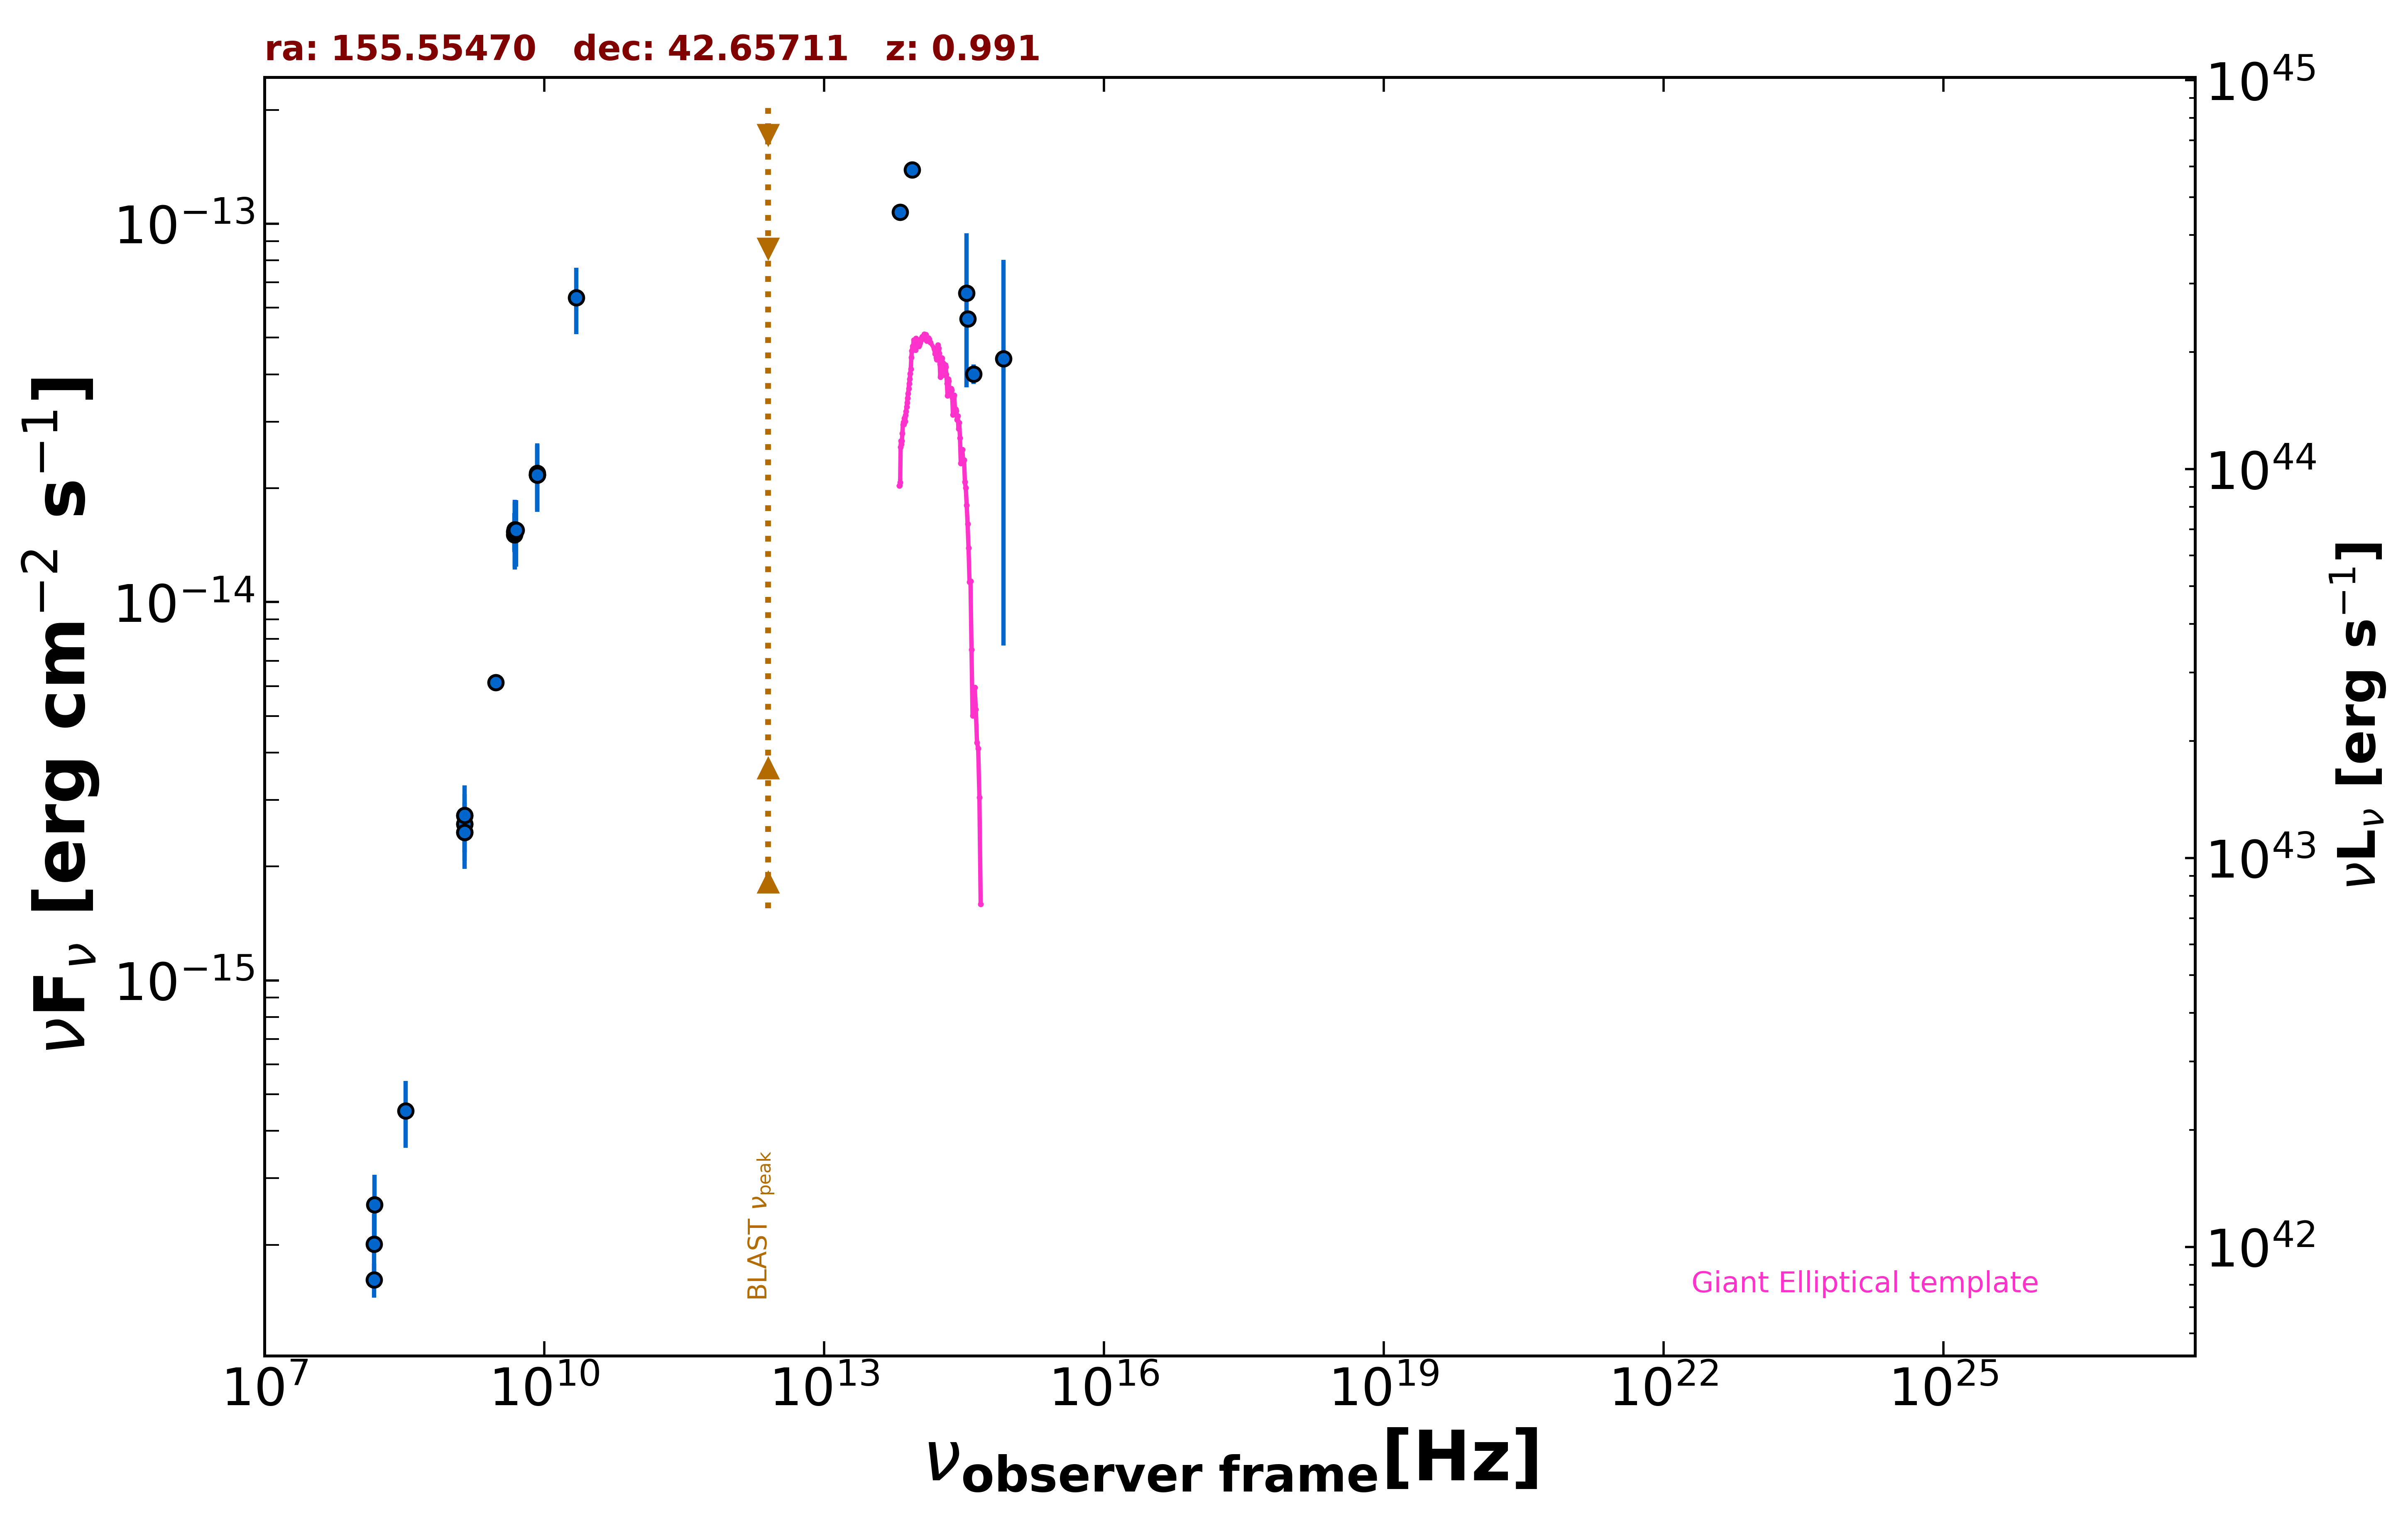 ra: 155.55470   dec: 42.65711   z: 0.991
10^45
10^44
10^43
10^42
νL_ν [erg s^−1]
10^−13
10^−14
10^−15
νF_ν [erg cm^−2 s^−1]
BLAST ν_peak
Giant Elliptical template
10^7 10^10 10^13 10^16 10^19 10^22 10^25
ν_observer frame [Hz]